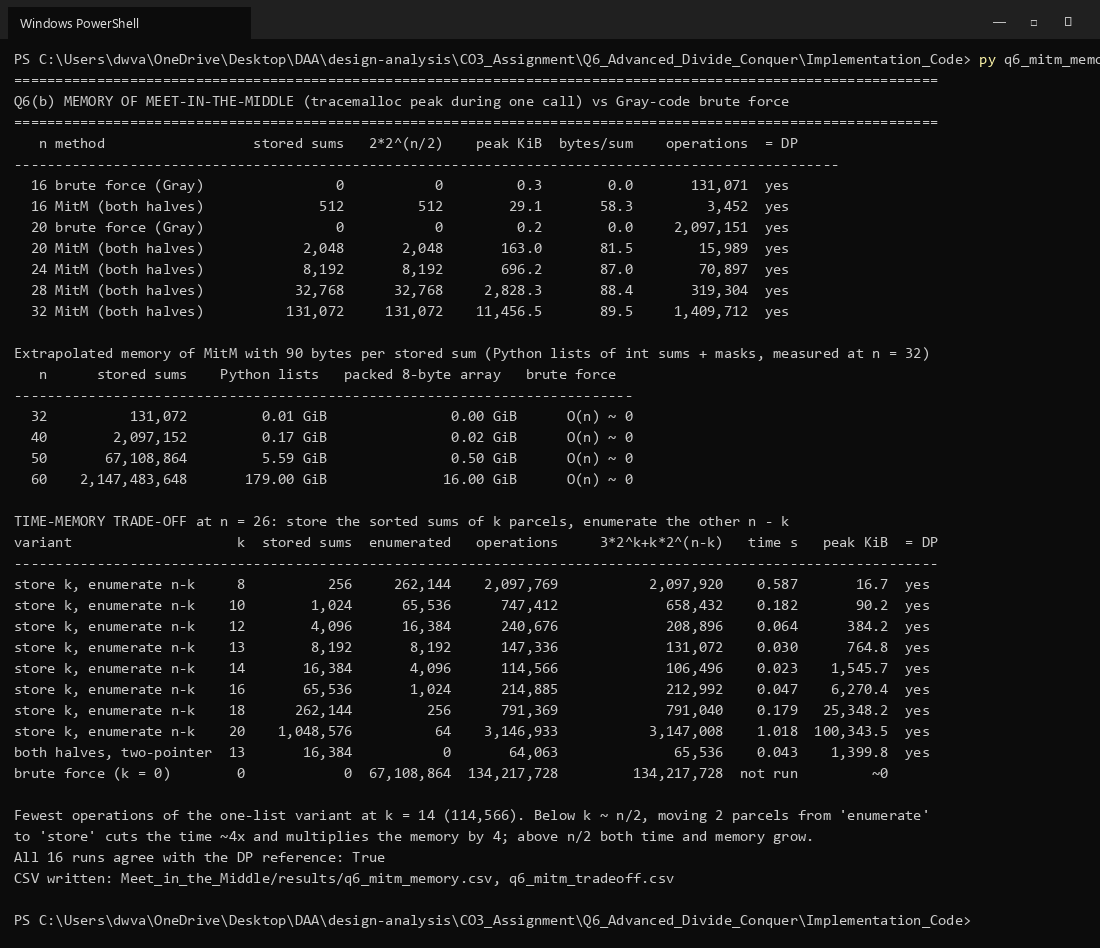 Windows PowerShell
PS C:\Users\dwva\OneDrive\Desktop\DAA\design-analysis\CO3_Assignment\Q6_Advanced_Divide_Conquer\Implementation_Code> py q6_mitm_memo
================================================================================================================
Q6(b) MEMORY OF MEET-IN-THE-MIDDLE (tracemalloc peak during one call) vs Gray-code brute force
================================================================================================================
   n method                  stored sums   2*2^(n/2)    peak KiB  bytes/sum    operations  = DP
----------------------------------------------------------------------------------------------------
  16 brute force (Gray)                0           0         0.3        0.0       131,071  yes
  16 MitM (both halves)              512         512        29.1       58.3         3,452  yes
  20 brute force (Gray)                0           0         0.2        0.0     2,097,151  yes
  20 MitM (both halves)            2,048       2,048       163.0       81.5        15,989  yes
  24 MitM (both halves)            8,192       8,192       696.2       87.0        70,897  yes
  28 MitM (both halves)           32,768      32,768     2,828.3       88.4       319,304  yes
  32 MitM (both halves)          131,072     131,072    11,456.5       89.5     1,409,712  yes
Extrapolated memory of MitM with 90 bytes per stored sum (Python lists of int sums + masks, measured at n = 32)
   n      stored sums    Python lists   packed 8-byte array   brute force
---------------------------------------------------------------------------
  32          131,072         0.01 GiB               0.00 GiB      O(n) ~ 0
  40        2,097,152         0.17 GiB               0.02 GiB      O(n) ~ 0
  50       67,108,864         5.59 GiB               0.50 GiB      O(n) ~ 0
  60    2,147,483,648       179.00 GiB              16.00 GiB      O(n) ~ 0
TIME-MEMORY TRADE-OFF at n = 26: store the sorted sums of k parcels, enumerate the other n - k
variant                    k  stored sums  enumerated   operations     3*2^k+k*2^(n-k)   time s   peak KiB  = DP
----------------------------------------------------------------------------------------------------------------
store k, enumerate n-k     8          256     262,144    2,097,769           2,097,920    0.587       16.7  yes
store k, enumerate n-k    10        1,024      65,536      747,412             658,432    0.182       90.2  yes
store k, enumerate n-k    12        4,096      16,384      240,676             208,896    0.064      384.2  yes
store k, enumerate n-k    13        8,192       8,192      147,336             131,072    0.030      764.8  yes
store k, enumerate n-k    14       16,384       4,096      114,566             106,496    0.023    1,545.7  yes
store k, enumerate n-k    16       65,536       1,024      214,885             212,992    0.047    6,270.4  yes
store k, enumerate n-k    18      262,144         256      791,369             791,040    0.179   25,348.2  yes
store k, enumerate n-k    20    1,048,576          64    3,146,933           3,147,008    1.018  100,343.5  yes
both halves, two-pointer  13       16,384           0       64,063              65,536    0.043    1,399.8  yes
brute force (k = 0)        0            0  67,108,864  134,217,728         134,217,728  not run         ~0
Fewest operations of the one-list variant at k = 14 (114,566). Below k ~ n/2, moving 2 parcels from 'enumerate'
to 'store' cuts the time ~4x and multiplies the memory by 4; above n/2 both time and memory grow.
All 16 runs agree with the DP reference: True
CSV written: Meet_in_the_Middle/results/q6_mitm_memory.csv, q6_mitm_tradeoff.csv
PS C:\Users\dwva\OneDrive\Desktop\DAA\design-analysis\CO3_Assignment\Q6_Advanced_Divide_Conquer\Implementation_Code>